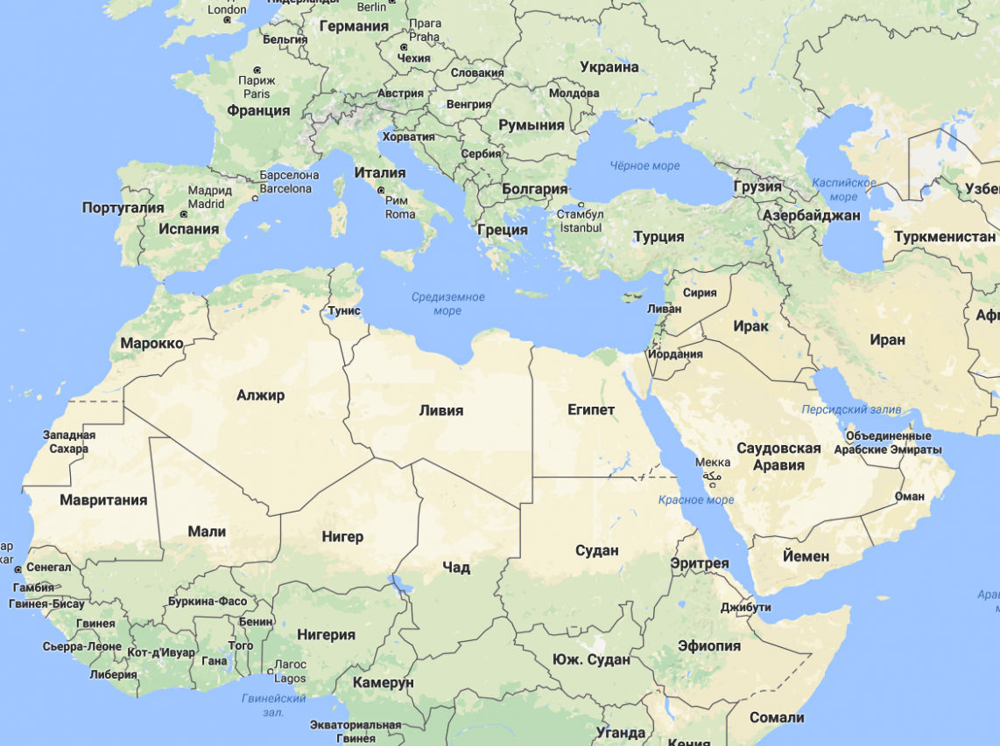 London
Нидерланды
Berlin
Германия
Прага
Praha
Бельгия
Чехия
Украина
Париж
Paris
Словакия
Австрия
Молдова
Франция
Венгрия
Румыния
Хорватия
Сербия
Чёрное море
Италия
Барселона
Barcelona
Мадрид
Madrid
Болгария
Грузия
Каспийское
море
Португалия
Рим
Roma
Стамбул
İstanbul
Азербайджан
Испания
Греция
Турция
Туркменистан
Средиземное
море
Сирия
Тунис
Ливан
Ирак
Иран
Марокко
Иордания
Алжир
Ливия
Египет
Персидский залив
Западная
Сахара
Объединенные
Арабские Эмираты
Саудовская
Аравия
Мекка
مكة
Мавритания
Красное море
Оман
Мали
Нигер
Судан
Йемен
Эритрея
Сенегал
Чад
Гамбия
Гвинея-Бисау
Буркина-Фасо
Джибути
Гвинея
Бенин
Нигерия
Сьерра-Леоне
Кот-д'Ивуар
Того
Гана
Эфиопия
Юж. Судан
Либерия
Лагос
Lagos
Камерун
Гвинейский
зал.
Сомали
Экваториальная
Гвинея
Уганда
Кения